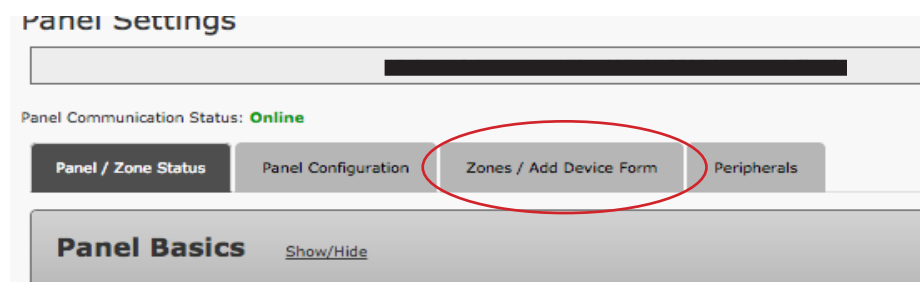 Panel Settings
Panel Communication Status: Online
Panel / Zone Status Panel Configuration Zones / Add Device Form Peripherals
Panel Basics Show/Hide